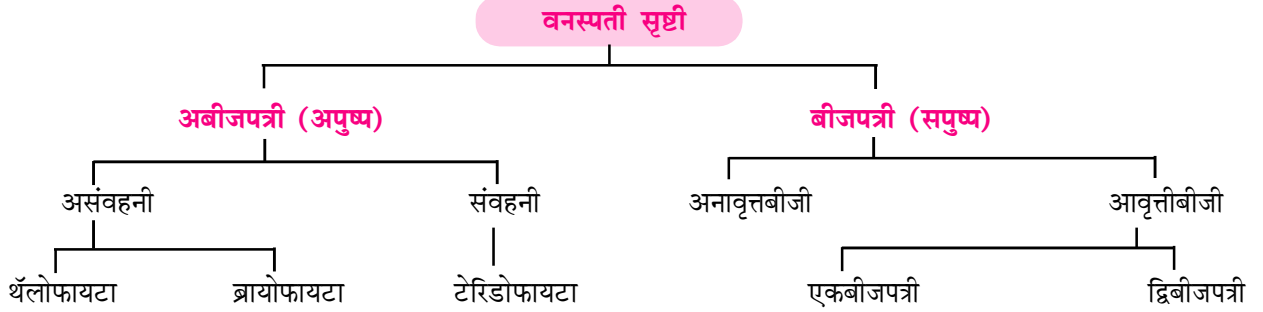 वनस्पती सृष्टी
अबीजपत्री (अपुष्प) बीजपत्री (सपुष्प)
असंवहनी संवहनी अनावृत्तबीजी आवृत्तीबीजी
थॅलोफायटा ब्रायोफायटा टेरिडोफायटा एकबीजपत्री द्विबीजपत्री